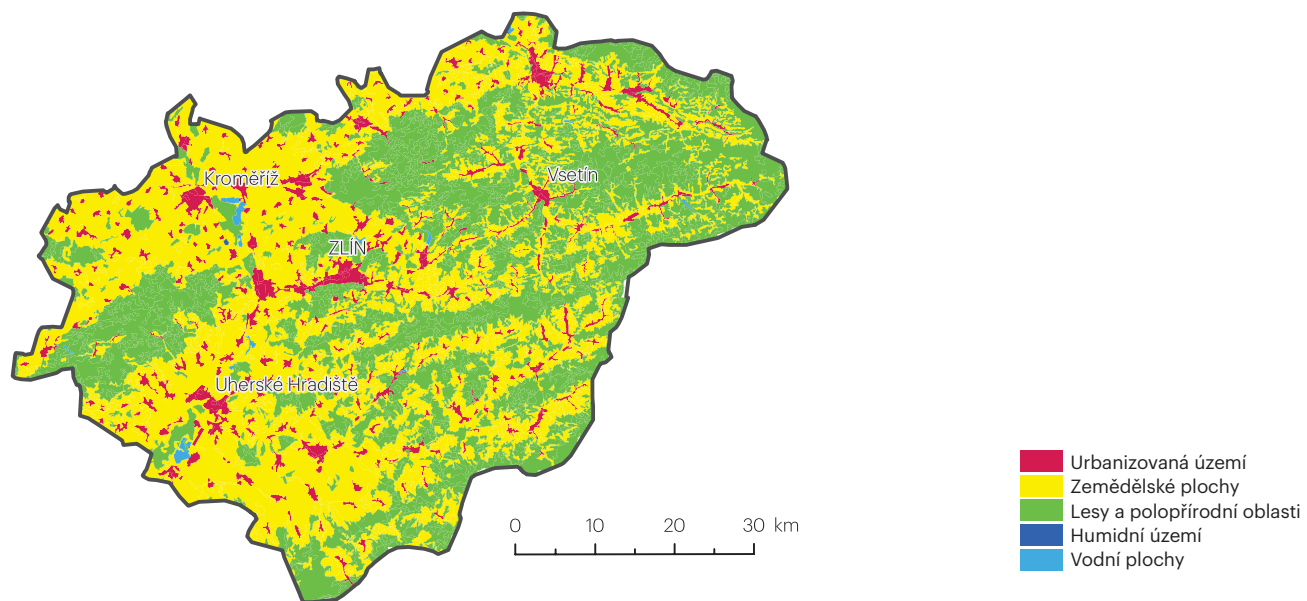 Kroměříž
Vsetín
ZLÍN
Uherské Hradiště
0 10 20 30 km
Urbanizovaná území
Zemědělské plochy
Lesy a polopřírodní oblasti
Humidní území
Vodní plochy